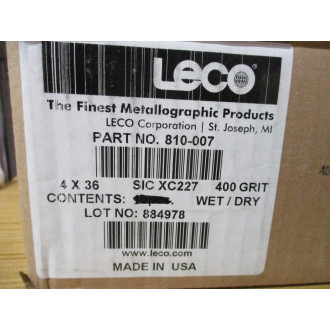 LECO
The Finest Metallographic Products
LECO Corporation | St. Joseph, MI
PART NO. 810-007
4 X 36 SIC XC227 400 GRIT
CONTENTS: WET / DRY
LOT NO: 884978
www.leco.com
MADE IN USA